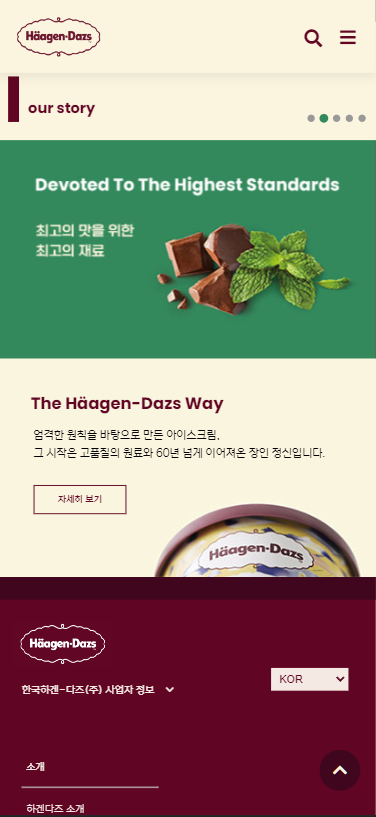 Häagen-Dazs
our story
Devoted To The Highest Standards
최고의 맛을 위한
최고의 재료
The Häagen-Dazs Way
엄격한 원칙을 바탕으로 만든 아이스크림,
그 시작은 고품질의 원료와 60년 넘게 이어져온 장인 정신입니다.
자세히 보기
Häagen-Dazs
Häagen-Dazs
한국하겐-다즈(주) 사업자 정보
KOR
소개
하겐다즈 소개